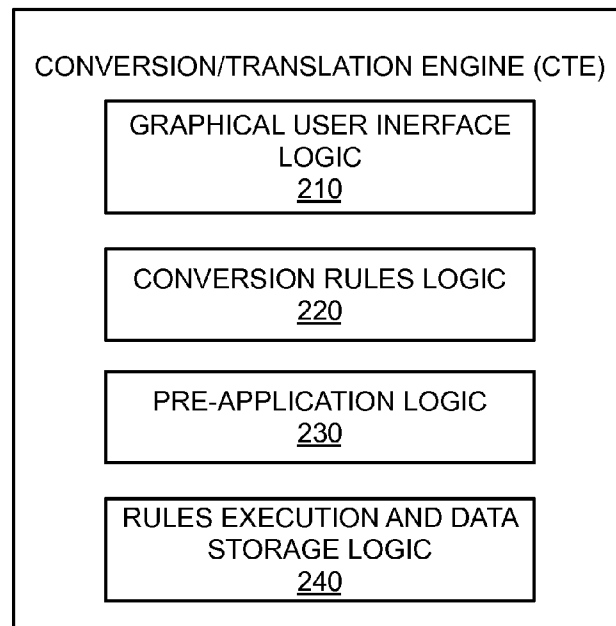 CONVERSION/TRANSLATION ENGINE (CTE)
GRAPHICAL USER INERFACE
LOGIC
210
CONVERSION RULES LOGIC
220
PRE-APPLICATION LOGIC
230
RULES EXECUTION AND DATA
STORAGE LOGIC
240